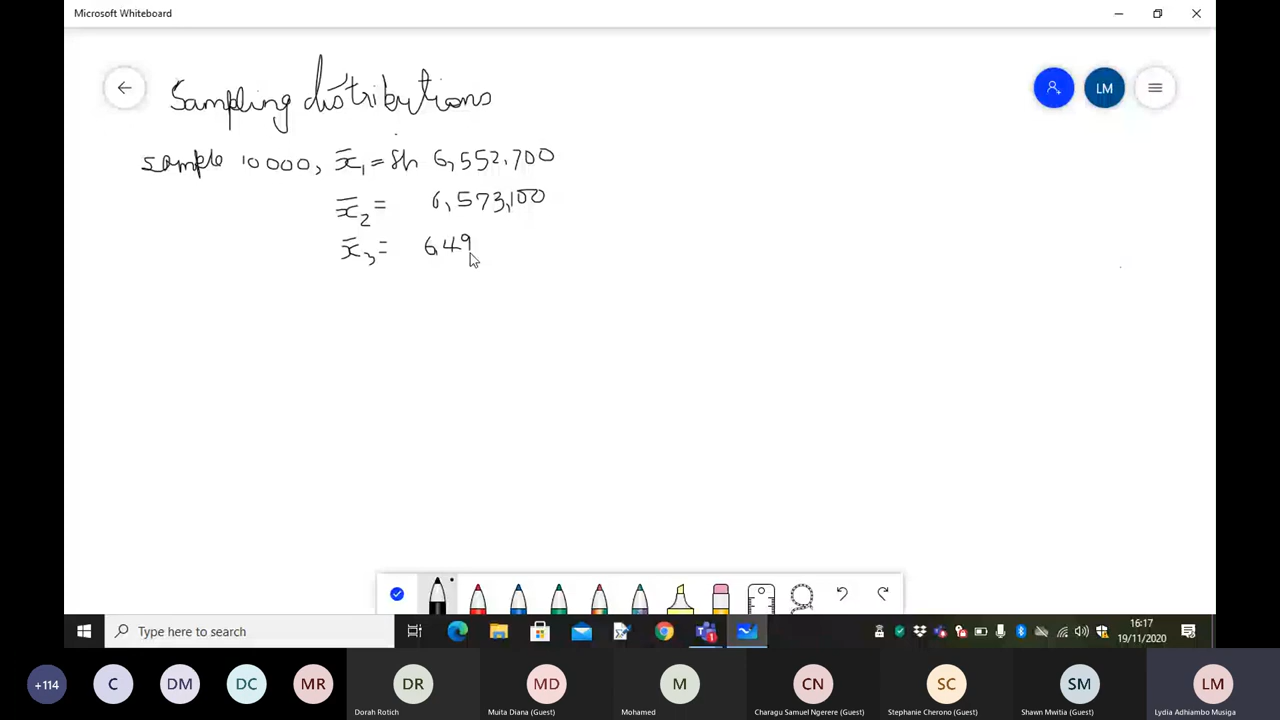 Microsoft Whiteboard
LM
Sampling distributions
sample 10000, x̄₁ = sh 6,552,700
x̄₂ = 6,573,100
x̄₃ = 6,49
Type here to search
16:17
19/11/2020
+114
C
DM
DC
MR
DR
Dorah Rotich
MD
Muita Diana (Guest)
M
Mohamed
CN
Charagu Samuel Ngerere (Guest)
SC
Stephanie Cherono (Guest)
SM
Shawn Mwitia (Guest)
LM
Lydia Adhiambo Musiga